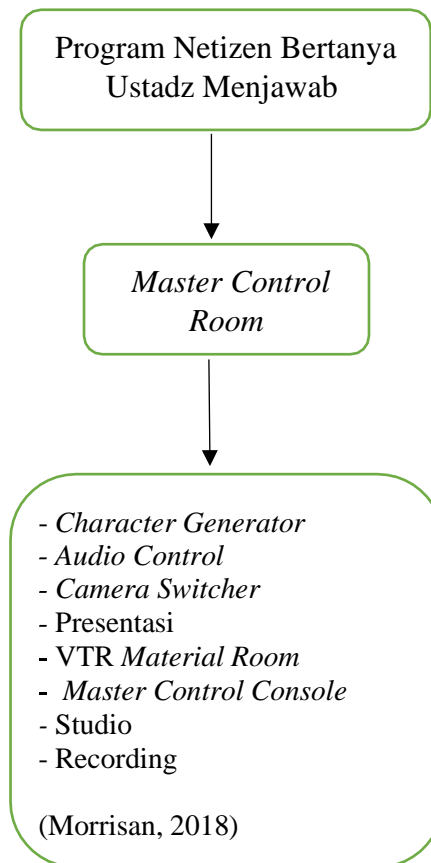 Program Netizen Bertanya
Ustadz Menjawab
Master Control
Room
- Character Generator
- Audio Control
- Camera Switcher
- Presentasi
- VTR Material Room
- Master Control Console
- Studio
- Recording
(Morrisan, 2018)